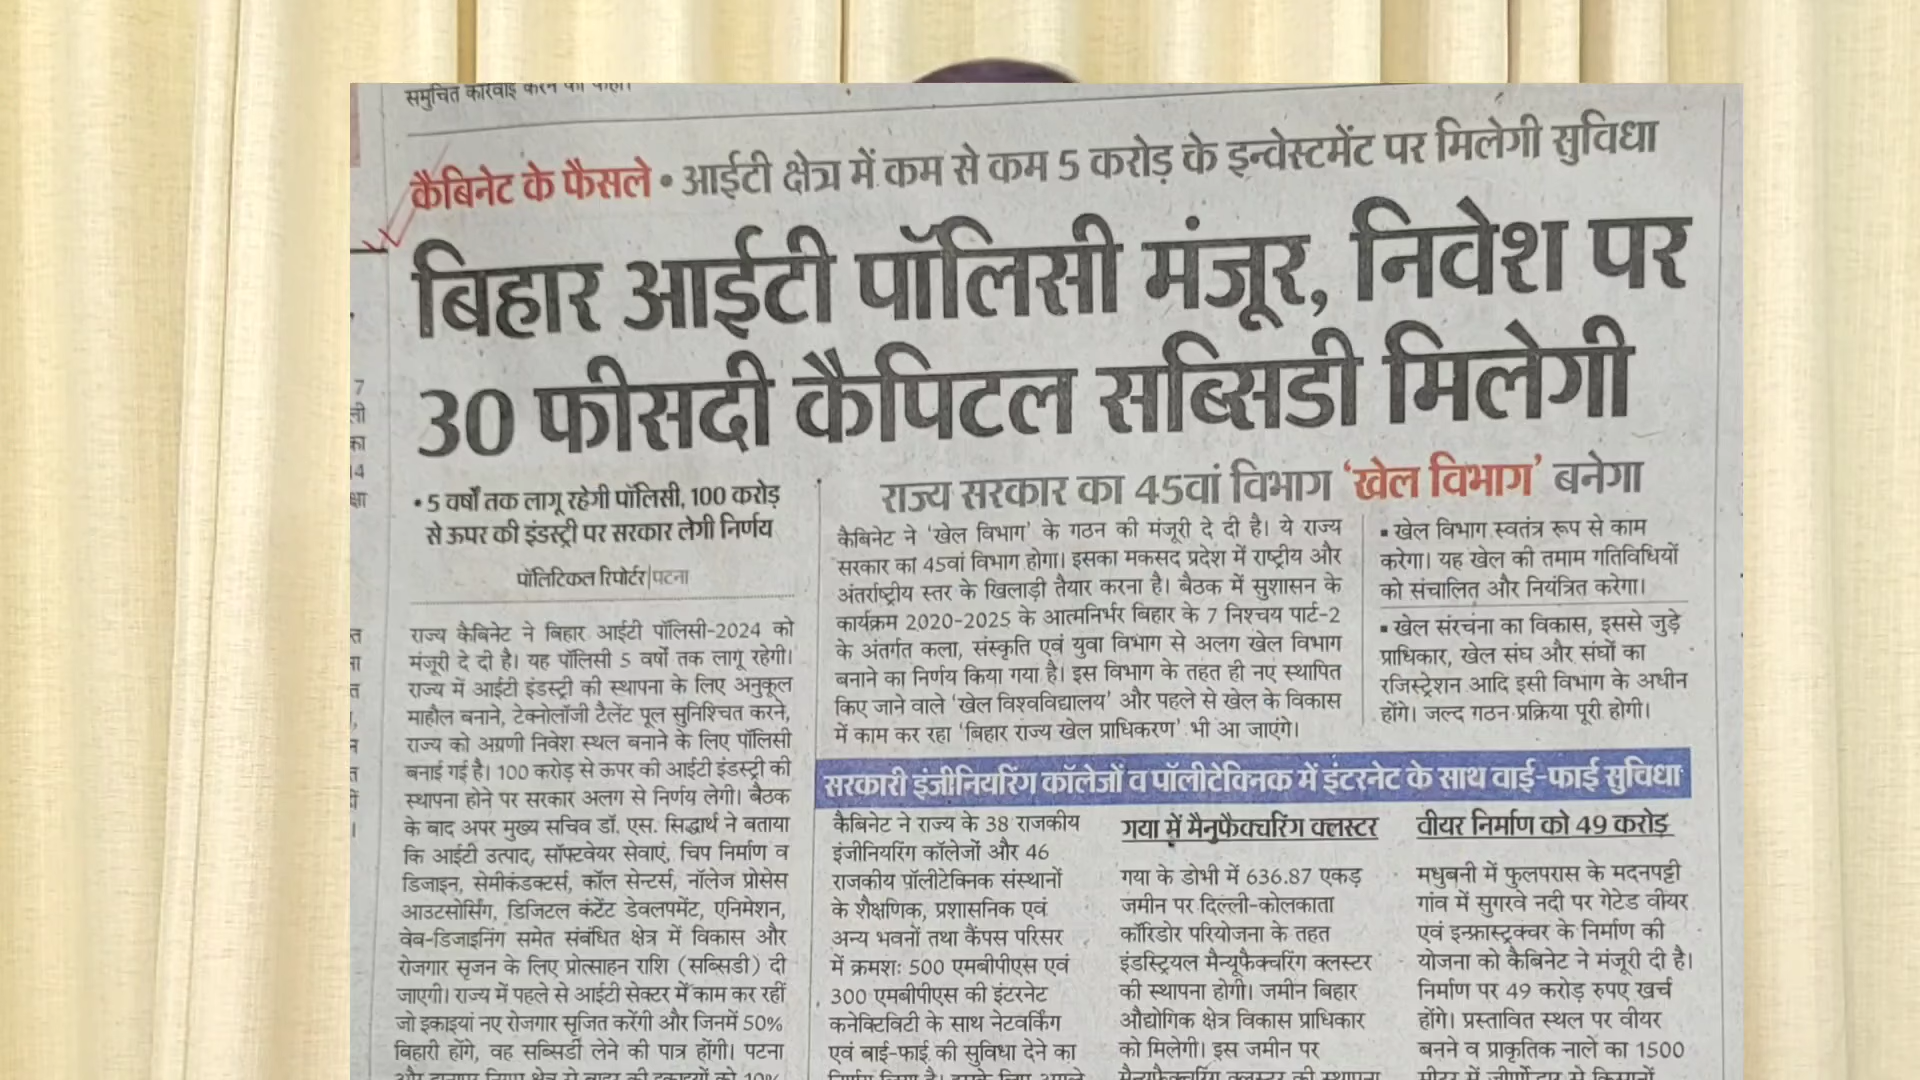 समुचित कार्रवाई करने को कहा।
कैबिनेट के फैसले • आईटी क्षेत्र में कम से कम 5 करोड़ के इन्वेस्टमेंट पर मिलेगी सुविधा
बिहार आईटी पॉलिसी मंजूर, निवेश पर
30 फीसदी कैपिटल सब्सिडी मिलेगी
• 5 वर्षों तक लागू रहेगी पॉलिसी, 100 करोड़
से ऊपर की इंडस्ट्री पर सरकार लेगी निर्णय
पॉलिटिकल रिपोर्टर|पटना
राज्य कैबिनेट ने बिहार आईटी पॉलिसी-2024 को
मंजूरी दे दी है। यह पॉलिसी 5 वर्षों तक लागू रहेगी।
राज्य में आईटी इंडस्ट्री की स्थापना के लिए अनुकूल
माहौल बनाने, टेक्नोलॉजी टैलेंट पूल सुनिश्चित करने,
राज्य को अग्रणी निवेश स्थल बनाने के लिए पॉलिसी
बनाई गई है। 100 करोड़ से ऊपर की आईटी इंडस्ट्री की
स्थापना होने पर सरकार अलग से निर्णय लेगी। बैठक
के बाद अपर मुख्य सचिव डॉ. एस. सिद्धार्थ ने बताया
कि आईटी उत्पाद, सॉफ्टवेयर सेवाएं, चिप निर्माण व
डिजाइन, सेमीकंडक्टर्स, कॉल सेन्टर्स, नॉलेज प्रोसेस
आउटसोर्सिंग, डिजिटल कंटेंट डेवलपमेंट, एनिमेशन,
वेब-डिजाइनिंग समेत संबंधित क्षेत्र में विकास और
रोजगार सृजन के लिए प्रोत्साहन राशि (सब्सिडी) दी
जाएगी। राज्य में पहले से आईटी सेक्टर में काम कर रहीं
जो इकाइयां नए रोजगार सृजित करेंगी और जिनमें 50%
बिहारी होंगे, वह सब्सिडी लेने की पात्र होंगी। पटना
राज्य सरकार का 45वां विभाग ‘खेल विभाग’ बनेगा
कैबिनेट ने ‘खेल विभाग’ के गठन की मंजूरी दे दी है। ये राज्य
सरकार का 45वां विभाग होगा। इसका मकसद प्रदेश में राष्ट्रीय और
अंतर्राष्ट्रीय स्तर के खिलाड़ी तैयार करना है। बैठक में सुशासन के
कार्यक्रम 2020-2025 के आत्मनिर्भर बिहार के 7 निश्चय पार्ट-2
के अंतर्गत कला, संस्कृति एवं युवा विभाग से अलग खेल विभाग
बनाने का निर्णय किया गया है। इस विभाग के तहत ही नए स्थापित
किए जाने वाले ‘खेल विश्वविद्यालय’ और पहले से खेल के विकास
में काम कर रहा ‘बिहार राज्य खेल प्राधिकरण’ भी आ जाएंगे।
▪ खेल विभाग स्वतंत्र रूप से काम
करेगा। यह खेल की तमाम गतिविधियों
को संचालित और नियंत्रित करेगा।
▪ खेल संरचना का विकास, इससे जुड़े
प्राधिकार, खेल संघ और संघों का
रजिस्ट्रेशन आदि इसी विभाग के अधीन
होंगे। जल्द गठन प्रक्रिया पूरी होगी।
सरकारी इंजीनियरिंग कॉलेजों व पॉलीटेक्निक में इंटरनेट के साथ वाई-फाई सुविधा
कैबिनेट ने राज्य के 38 राजकीय
इंजीनियरिंग कॉलेजों और 46
राजकीय पॉलीटेक्निक संस्थानों
के शैक्षणिक, प्रशासनिक एवं
अन्य भवनों तथा कैंपस परिसर
में क्रमशः 500 एमबीपीएस एवं
300 एमबीपीएस की इंटरनेट
कनेक्टिविटी के साथ नेटवर्किंग
एवं बाई-फाई की सुविधा देने का
गया में मैनुफैक्चरिंग क्लस्टर
गया के डोभी में 636.87 एकड़
जमीन पर दिल्ली-कोलकाता
कॉरिडोर परियोजना के तहत
इंडस्ट्रियल मैन्यूफैक्चरिंग क्लस्टर
की स्थापना होगी। जमीन बिहार
औद्योगिक क्षेत्र विकास प्राधिकार
को मिलेगी। इस जमीन पर
वीयर निर्माण को 49 करोड़
मधुबनी में फुलपरास के मदनपट्टी
गांव में सुगरवे नदी पर गेटेड वीयर
एवं इन्फ्रास्ट्रक्चर के निर्माण की
योजना को कैबिनेट ने मंजूरी दी है।
निर्माण पर 49 करोड़ रुपए खर्च
होंगे। प्रस्तावित स्थल पर वीयर
बनने व प्राकृतिक नाले का 1500